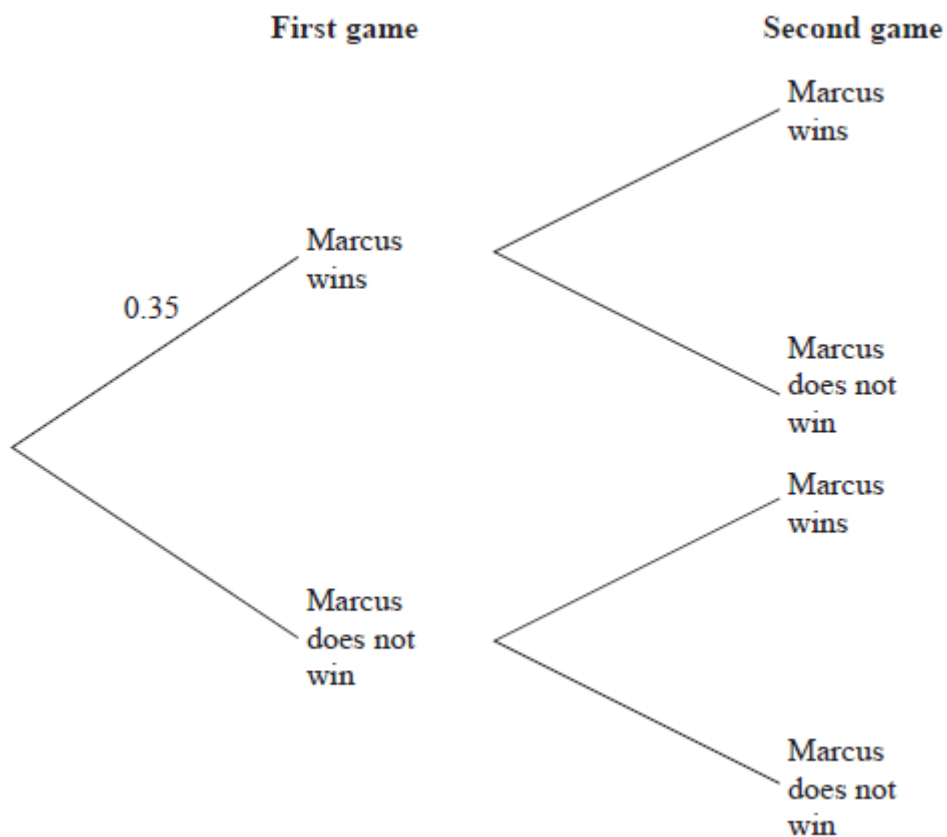 First game
Second game
Marcus
wins
Marcus
wins
0.35
Marcus
does not
win
Marcus
wins
Marcus
does not
win
Marcus
does not
win